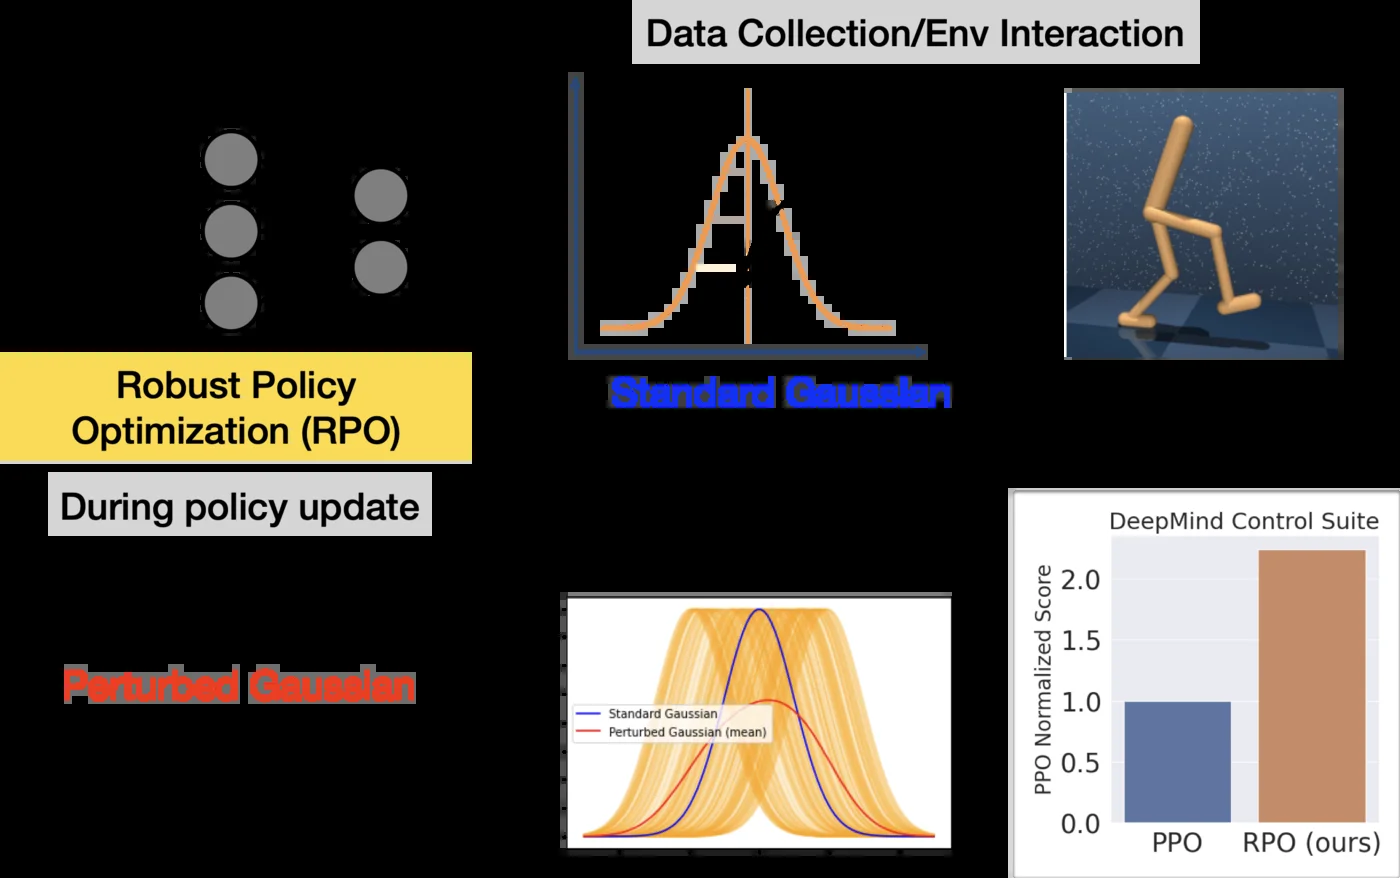 Data Collection/Env Interaction
Standard Gaussian
Robust Policy
Optimization (RPO)
During policy update
Perturbed Gaussian
Standard Gaussian
Perturbed Gaussian (mean)
DeepMind Control Suite
PPO Normalized Score
2.0
1.5
1.0
0.5
0.0
PPO
RPO (ours)